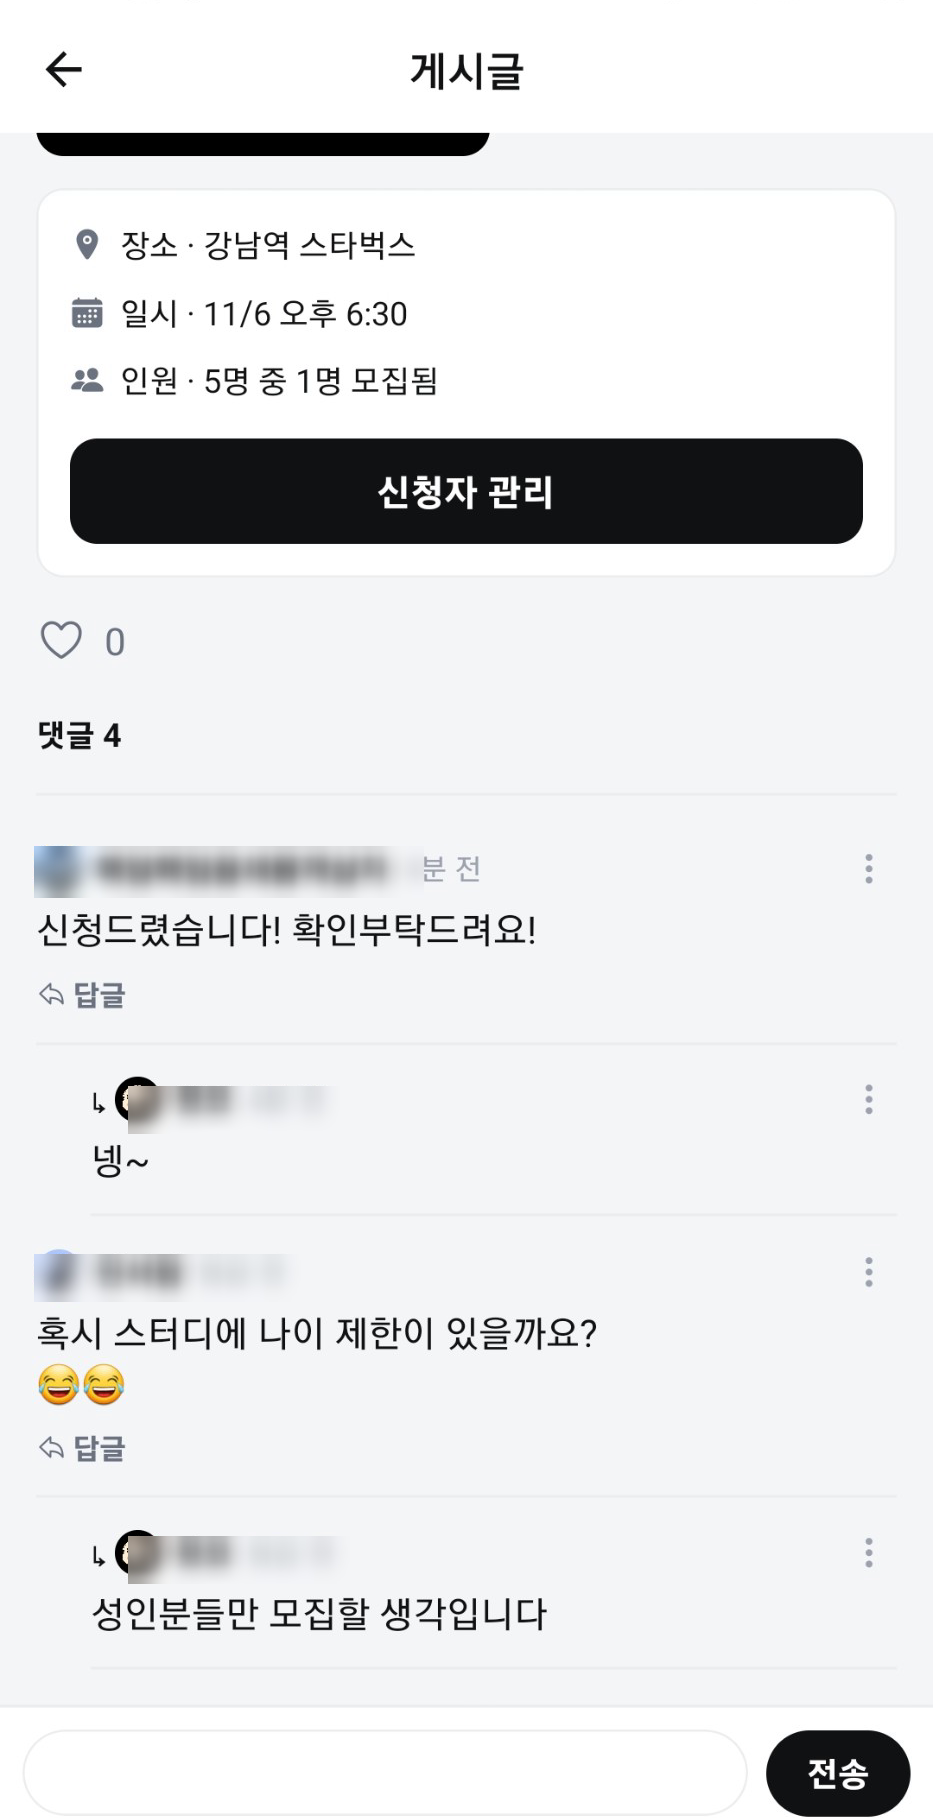 게시글
장소 · 강남역 스타벅스
일시 · 11/6 오후 6:30
인원 · 5명 중 1명 모집됨
신청자 관리
0
댓글 4
분 전
신청드렸습니다! 확인부탁드려요!
답글
넹~
혹시 스터디에 나이 제한이 있을까요?
😂😂
답글
성인분들만 모집할 생각입니다
전송